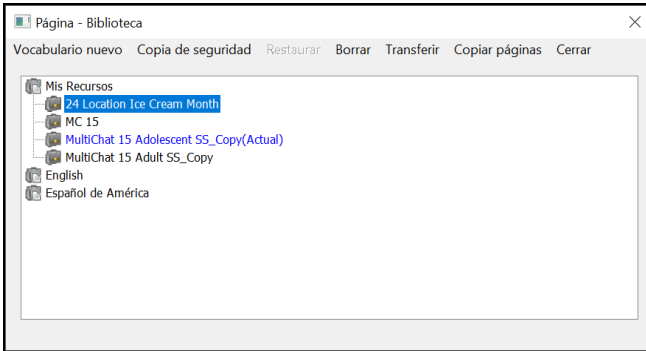 Página - Biblioteca
Vocabulario nuevo Copia de seguridad Restaurar Borrar Transferir Copiar páginas Cerrar
Mis Recursos
24 Location Ice Cream Month
MC 15
MultiChat 15 Adolescent SS_Copy(Actual)
MultiChat 15 Adult SS_Copy
English
Español de América